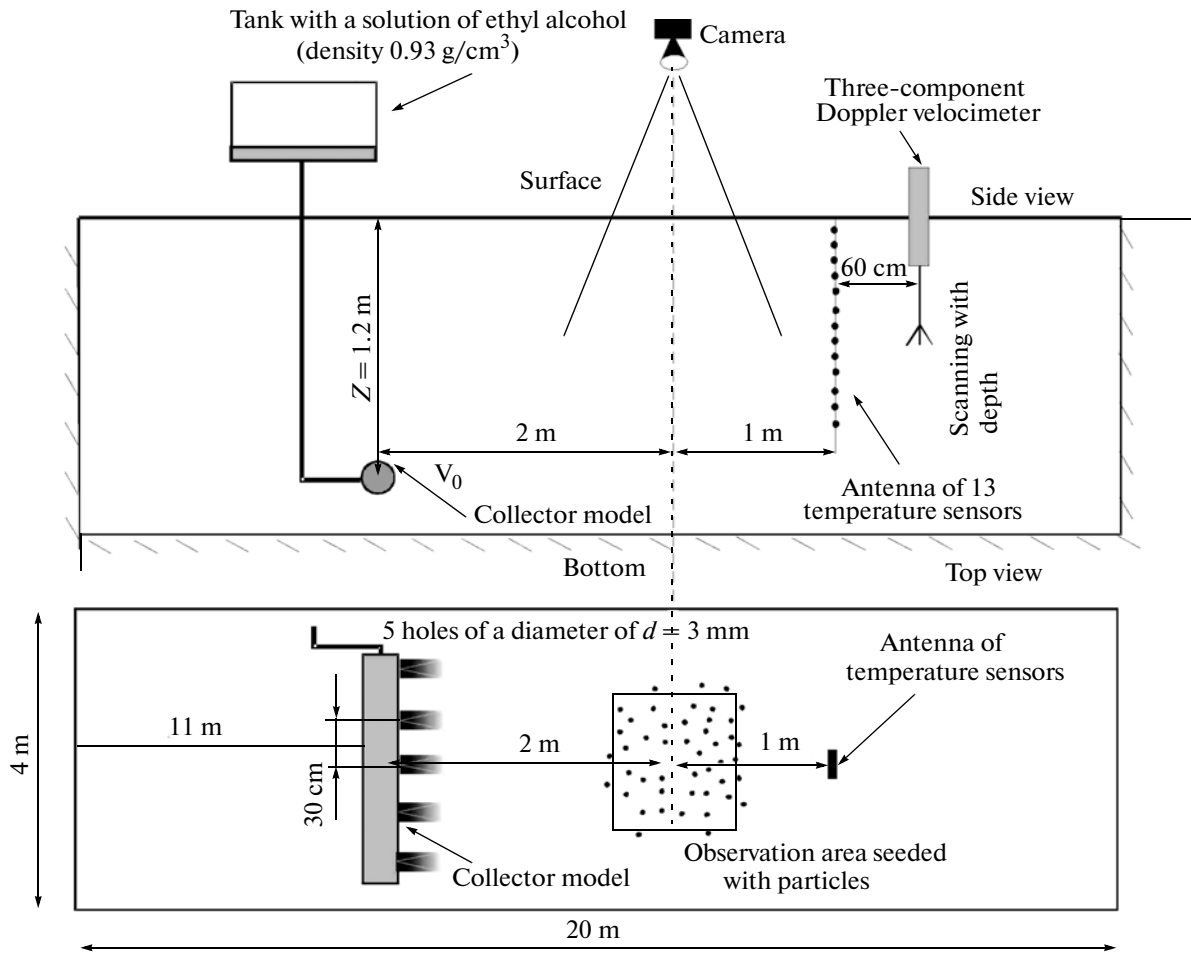 Tank with a solution of ethyl alcohol
(density 0.93 g/cm³)
Camera
Three-component
Doppler velocimeter
Surface
Side view
60 cm
Z = 1.2 m
Scanning with
depth
2 m
1 m
V₀
Collector model
Antenna of 13
temperature sensors
Bottom
Top view
5 holes of a diameter of d = 3 mm
Antenna of
temperature sensors
11 m
2 m
1 m
4 m
30 cm
Collector model
Observation area seeded
with particles
20 m